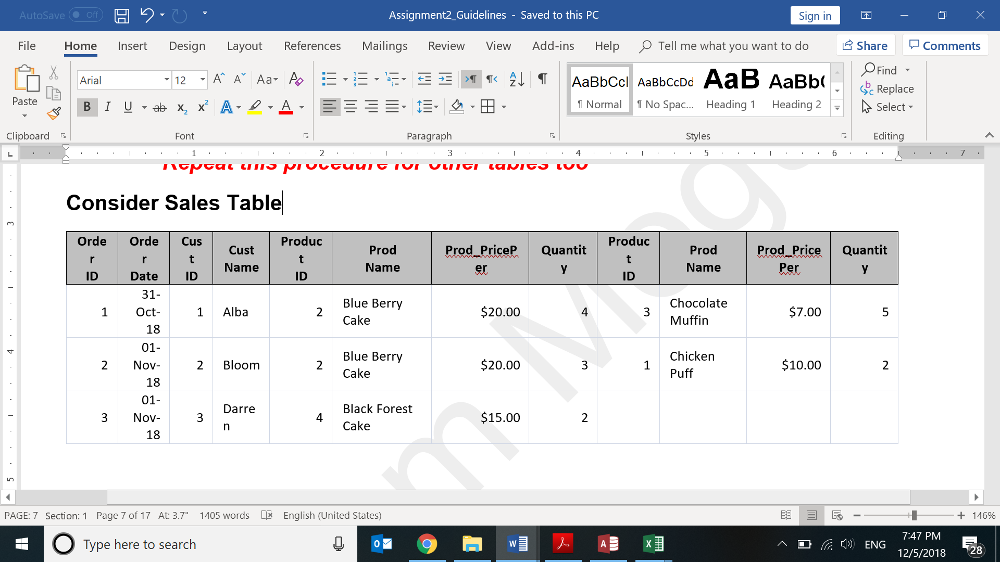 AutoSave Off
Assignment2_Guidelines - Saved to this PC
Sign in
File Home Insert Draw Design Layout References Mailings Review View Add-ins Help Tell me what you want to do
Share Comments
Paste
Clipboard
Arial 12
Font
Paragraph
AaBbCcI AaBbCcDd AaB AaBb(
¶ Normal ¶ No Spac... Heading 1 Heading 2
Styles
Find
Replace
Select
Editing
1 2 3 4 5 6 7
Repeat this procedure for other tables too
Consider Sales Table
Orde
r
ID
Orde
r
Date
Cus
t
ID
Cust
Name
Produc
t
ID
Prod
Name
Prod_PriceP
er
Quantit
y
Produc
t
ID
Prod
Name
Prod_Price
Per
Quantit
y
1
31-
Oct-
18
1
Alba
2
Blue Berry
Cake
$20.00
4
3
Chocolate
Muffin
$7.00
5
2
01-
Nov-
18
2
Bloom
2
Blue Berry
Cake
$20.00
3
1
Chicken
Puff
$10.00
2
3
01-
Nov-
18
3
Darre
n
4
Black Forest
Cake
$15.00
2
3
4
5
PAGE: 7 Section: 1 Page 7 of 17 At: 3.7" 1405 words English (United States)
146%
Type here to search
ENG
7:47 PM
12/5/2018
28